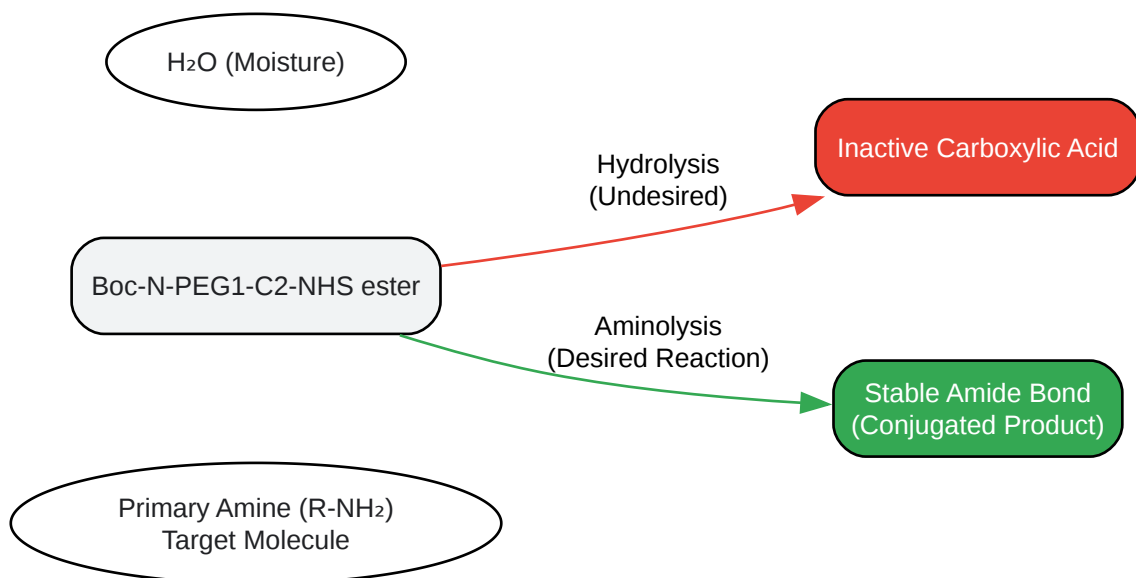 H₂O (Moisture)
Inactive Carboxylic Acid
Hydrolysis
(Undesired)
Boc-N-PEG1-C2-NHS ester
Aminolysis
(Desired Reaction)
Stable Amide Bond
(Conjugated Product)
Primary Amine (R-NH₂)
Target Molecule